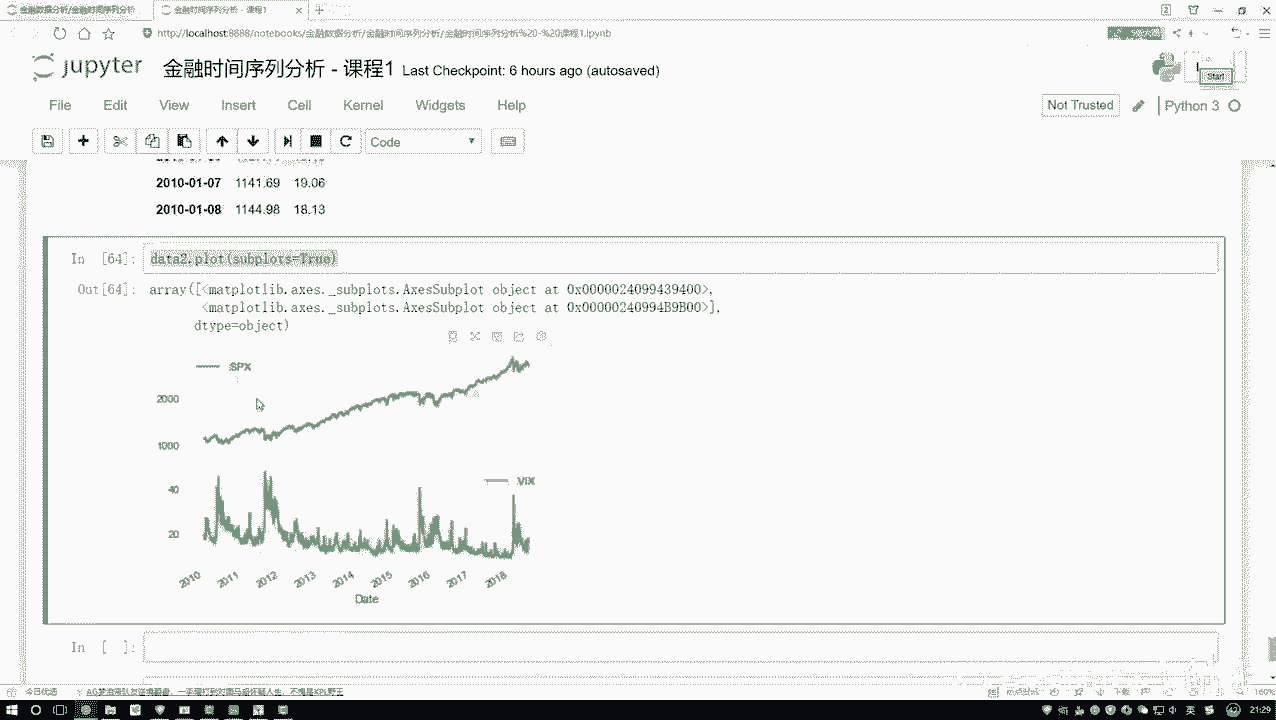 金融数据分析/金融时间序列分析
金融时间序列分析 - 课程1
http://localhost:8888/notebooks/金融数据分析/金融时间序列分析/金融时间序列分析%20-%20课程1.ipynb
jupyter 金融时间序列分析 - 课程1 Last Checkpoint: 6 hours ago (autosaved)
Start
File Edit View Insert Cell Kernel Widgets Help
Not Trusted
Python 3
Code
2010-01-07 1141.69 19.06
2010-01-08 1144.98 18.13
In [64]: data2.plot(subplots=True)
Out[64]: array([<matplotlib.axes._subplots.AxesSubplot object at 0x0000024099439400>,
<matplotlib.axes._subplots.AxesSubplot object at 0x00000240994B9B00>],
dtype=object)
SPX
2000
1000
VIX
40
20
2010 2011 2012 2013 2014 2015 2016 2017 2018
Date
In [ ]:
今日优选
下载
160%
英
21:29